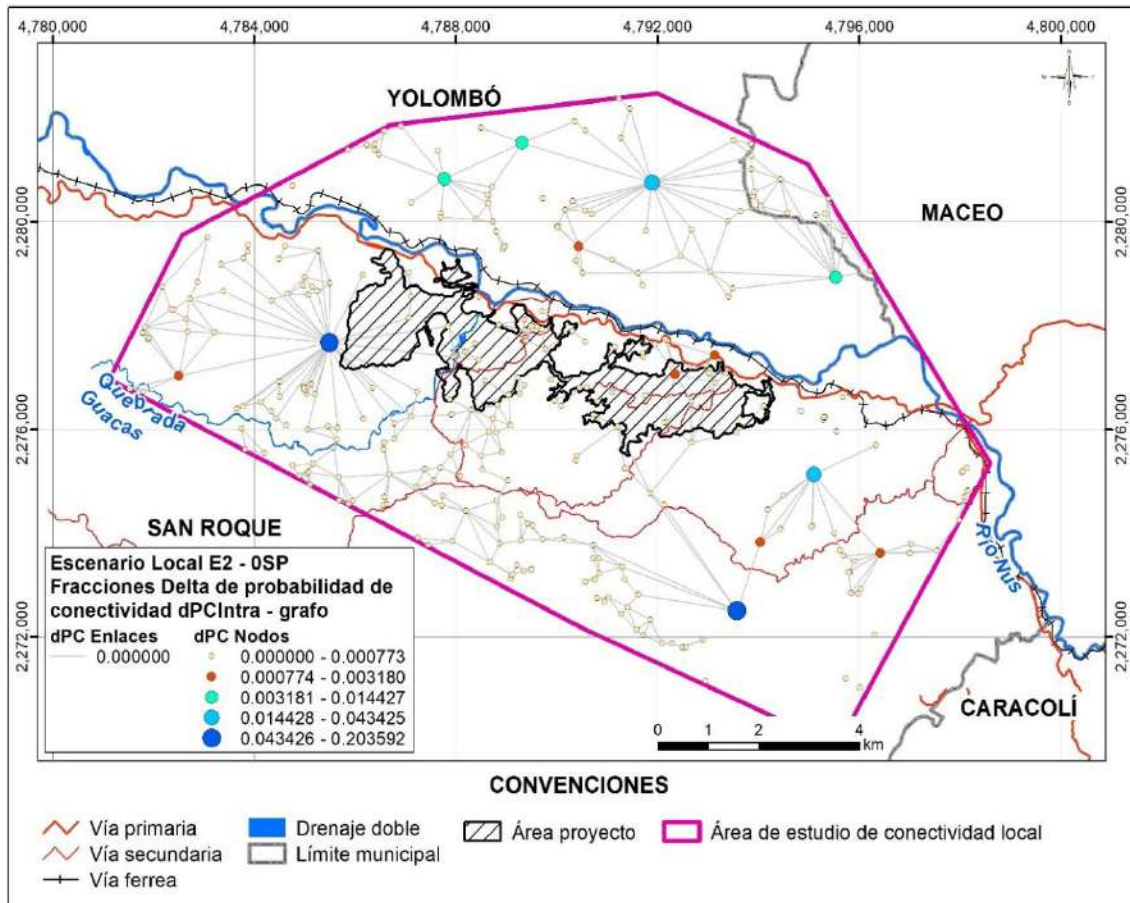 4,780,000 4,784,000 4,788,000 4,792,000 4,796,000 4,800,000
YOLOMBÓ
MACEO
2,280,000 2,280,000
Quebrada
Guacas
2,276,000 2,276,000
SAN ROQUE
Río Nus
Escenario Local E2 - 0SP
Fracciones Delta de probabilidad de
conectividad dPCIntra - grafo
dPC Enlaces dPC Nodos
0.000000 0.000000 - 0.000773
0.000774 - 0.003180
0.003181 - 0.014427
0.014428 - 0.043425
0.043426 - 0.203592
2,272,000 2,272,000
CARACOLÍ
0 1 2 4
km
CONVENCIONES
Vía primaria Drenaje doble Área proyecto Área de estudio de conectividad local
Vía secundaria Límite municipal
Vía ferrea